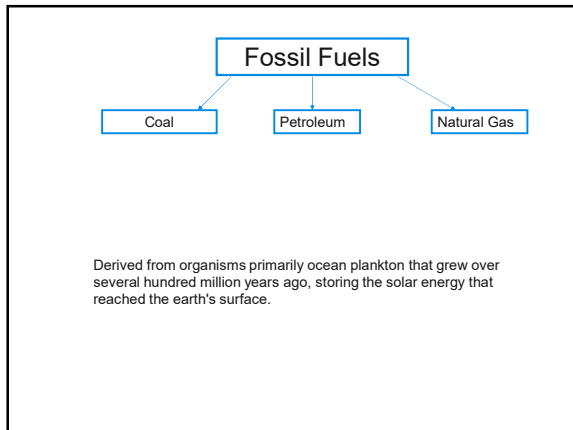 Fossil Fuels
Coal
Petroleum
Natural Gas
Derived from organisms primarily ocean plankton that grew over
several hundred million years ago, storing the solar energy that
reached the earth's surface.